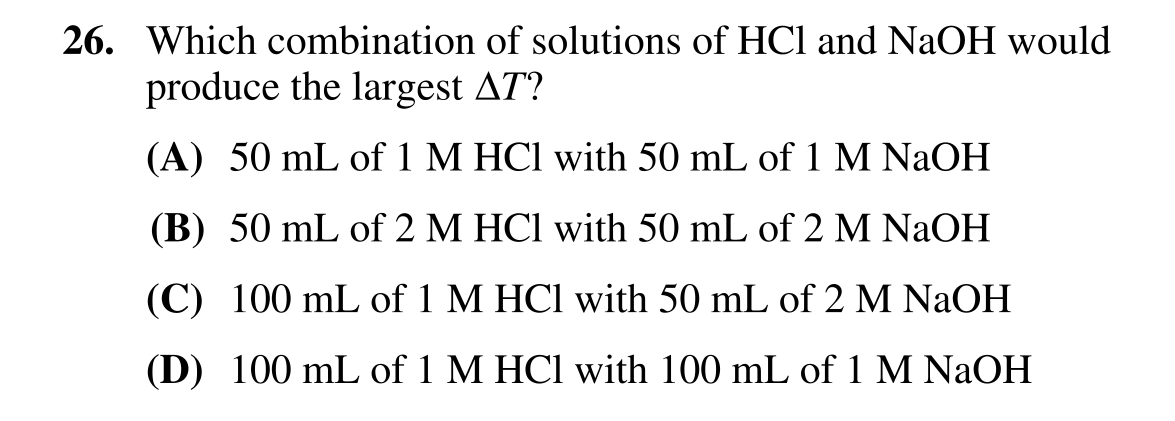 26. Which combination of solutions of HCl and NaOH would
produce the largest ΔT?
(A) 50 mL of 1 M HCl with 50 mL of 1 M NaOH
(B) 50 mL of 2 M HCl with 50 mL of 2 M NaOH
(C) 100 mL of 1 M HCl with 50 mL of 2 M NaOH
(D) 100 mL of 1 M HCl with 100 mL of 1 M NaOH